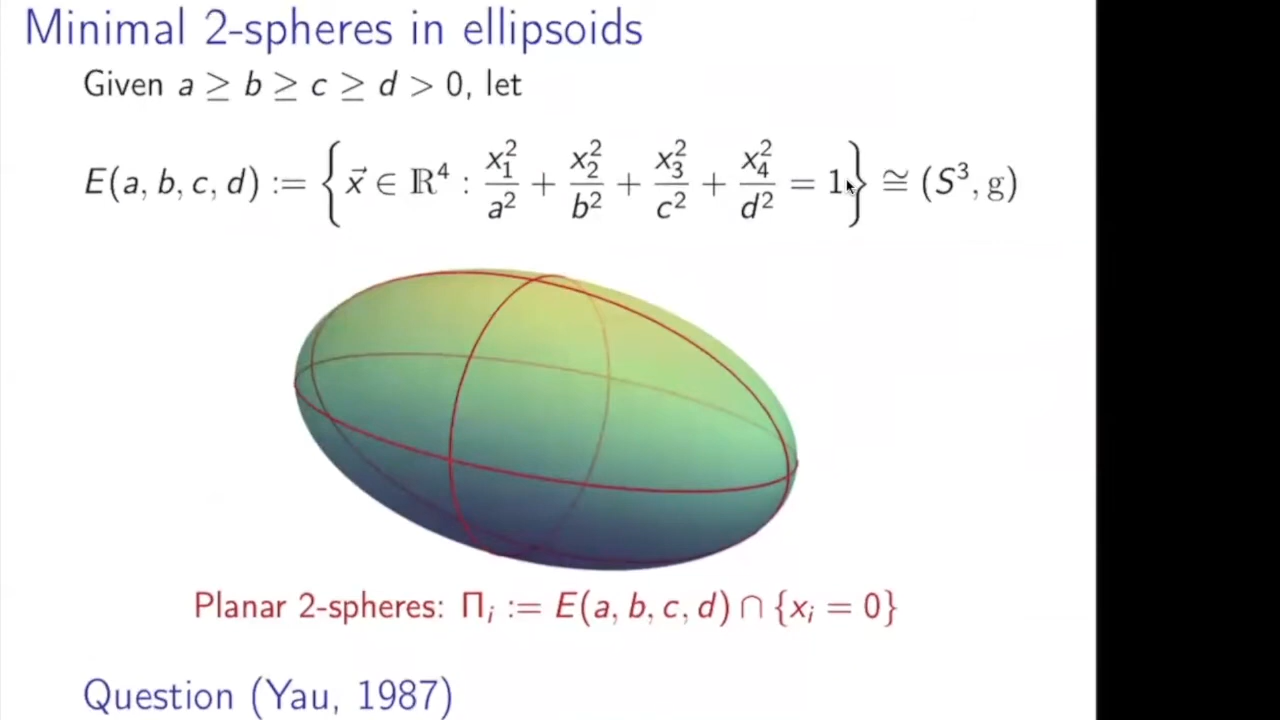 Minimal 2-spheres in ellipsoids
Given a ≥ b ≥ c ≥ d > 0, let
E(a, b, c, d) := { x⃗ ∈ ℝ⁴ : x₁²/a² + x₂²/b² + x₃²/c² + x₄²/d² = 1 } ≅ (S³, g)
Planar 2-spheres: Πᵢ := E(a, b, c, d) ∩ {xᵢ = 0}
Question (Yau, 1987)